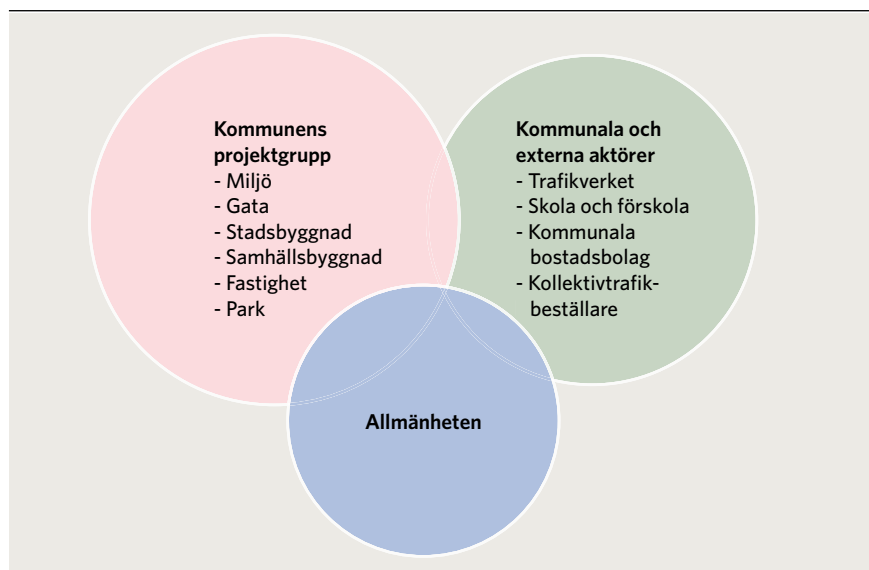 Kommunens
projektgrupp
- Miljö
- Gata
- Stadsbyggnad
- Samhällsbyggnad
- Fastighet
- Park
Kommunala och
externa aktörer
- Trafikverket
- Skola och förskola
- Kommunala
bostadsbolag
- Kollektivtrafik-
beställare
Allmänheten